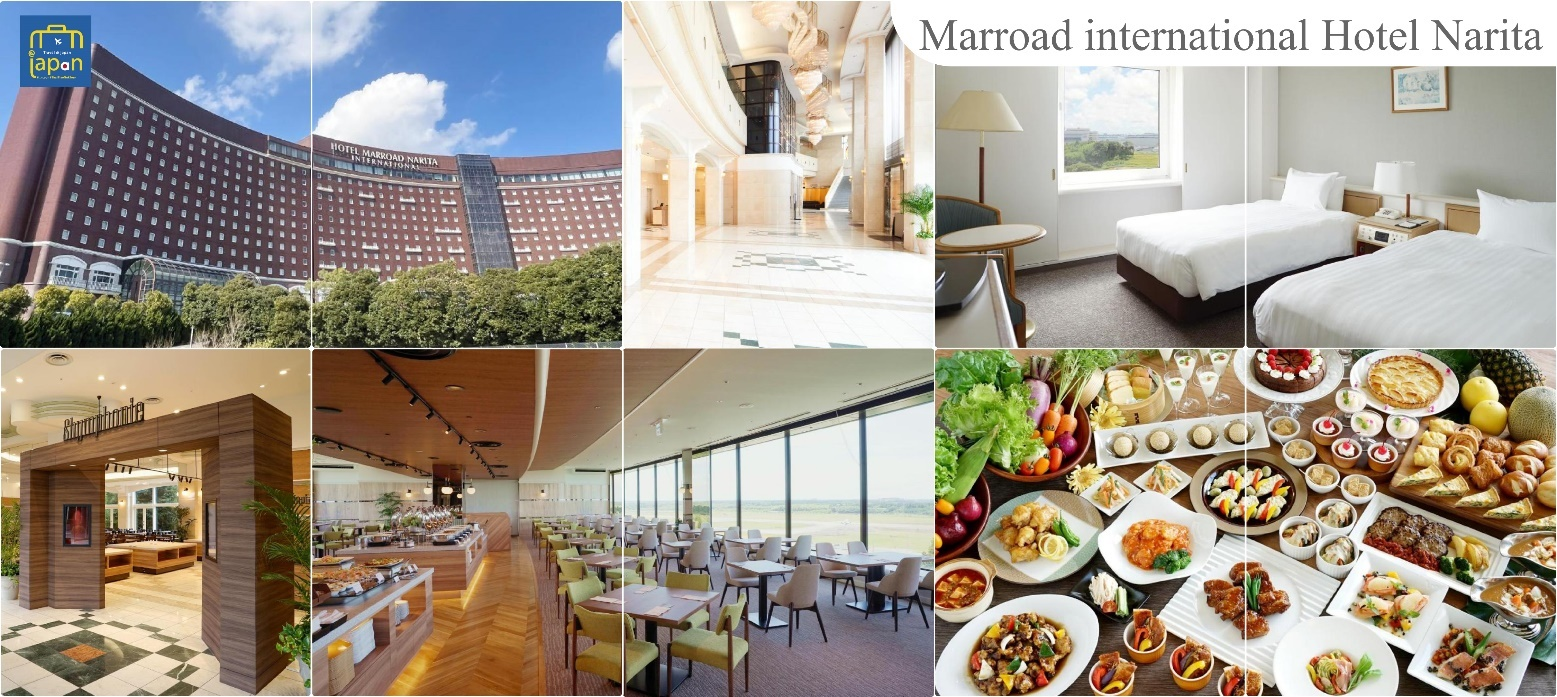 Marroad international Hotel Narita
japan
HOTEL MARROAD NARITA
INTERNATIONAL